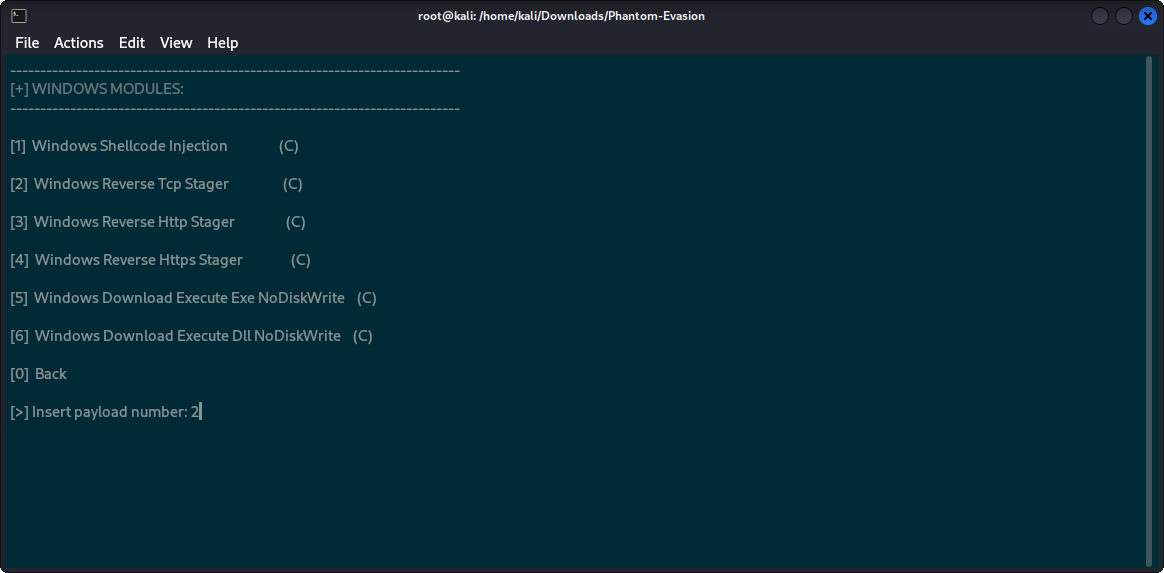 root@kali: /home/kali/Downloads/Phantom-Evasion
File Actions Edit View Help
---------------------------------------------------------------------------
[+] WINDOWS MODULES:
---------------------------------------------------------------------------
[1] Windows Shellcode Injection (C)
[2] Windows Reverse Tcp Stager (C)
[3] Windows Reverse Http Stager (C)
[4] Windows Reverse Https Stager (C)
[5] Windows Download Execute Exe NoDiskWrite (C)
[6] Windows Download Execute Dll NoDiskWrite (C)
[0] Back
[>] Insert payload number: 2